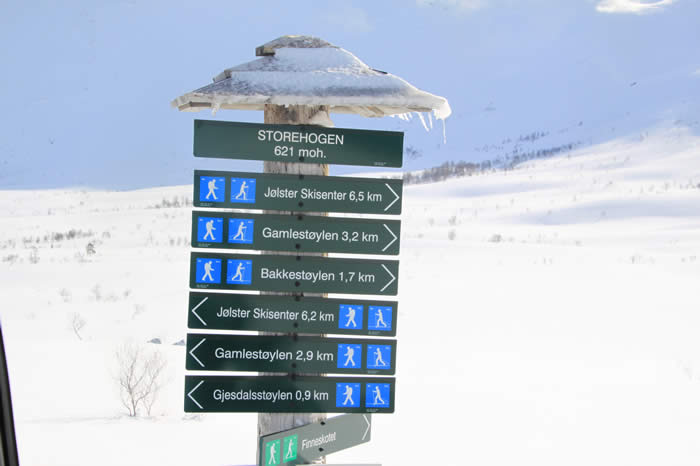 STOREHOGEN
621 moh.
Jølster Skisenter 6,5 km
Gamlestøylen 3,2 km
Bakkestøylen 1,7 km
Jølster Skisenter 6,2 km
Gamlestøylen 2,9 km
Gjesdalsstøylen 0,9 km
Finneskotet